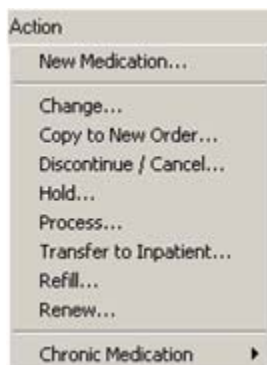 Action
New Medication...
Change...
Copy to New Order...
Discontinue / Cancel...
Hold...
Process...
Transfer to Inpatient...
Refill...
Renew...
Chronic Medication